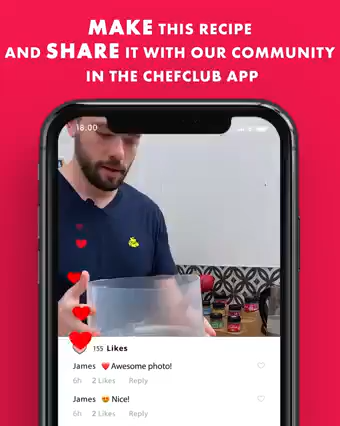 MAKE THIS RECIPE
AND SHARE IT WITH OUR COMMUNITY
IN THE CHEFCLUB APP
18.00
155 Likes
James ❤️ Awesome photo!
6h 2 Likes Reply
James 😍 Nice!
6h 2 Likes Reply